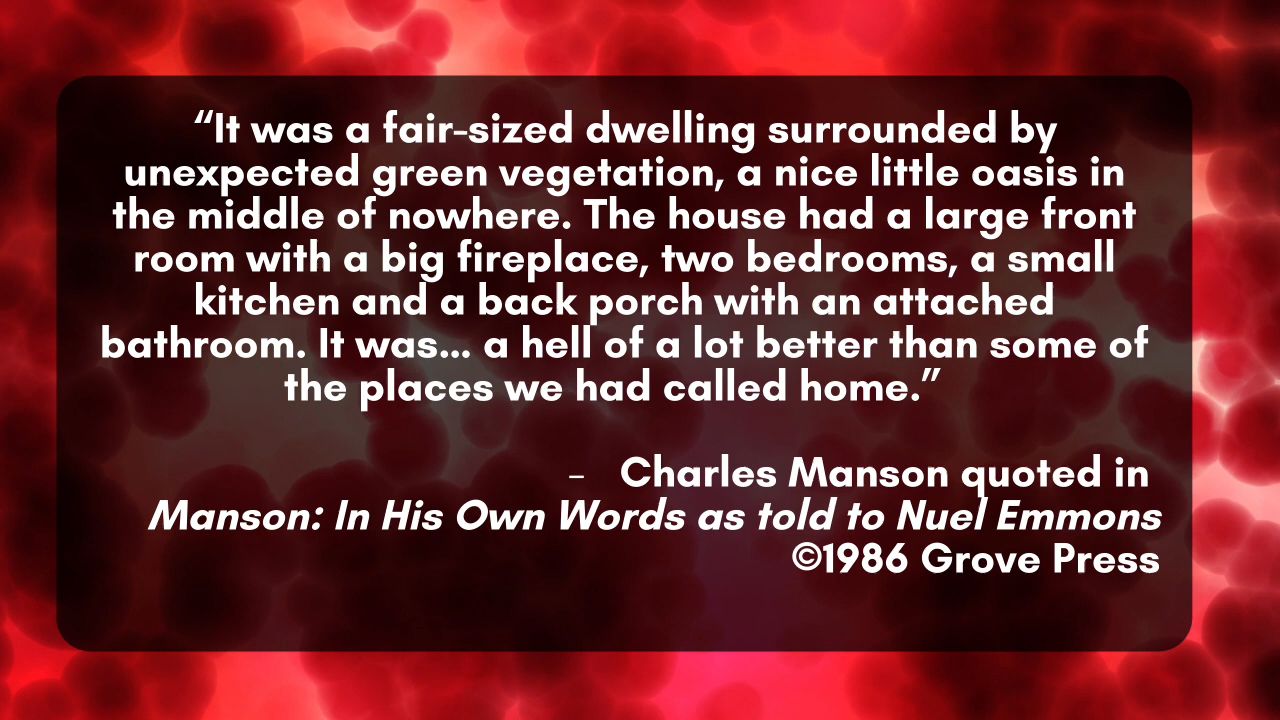 “It was a fair-sized dwelling surrounded by
unexpected green vegetation, a nice little oasis in
the middle of nowhere. The house had a large front
room with a big fireplace, two bedrooms, a small
kitchen and a back porch with an attached
bathroom. It was... a hell of a lot better than some of
the places we had called home.”
- Charles Manson quoted in
Manson: In His Own Words as told to Nuel Emmons
©1986 Grove Press